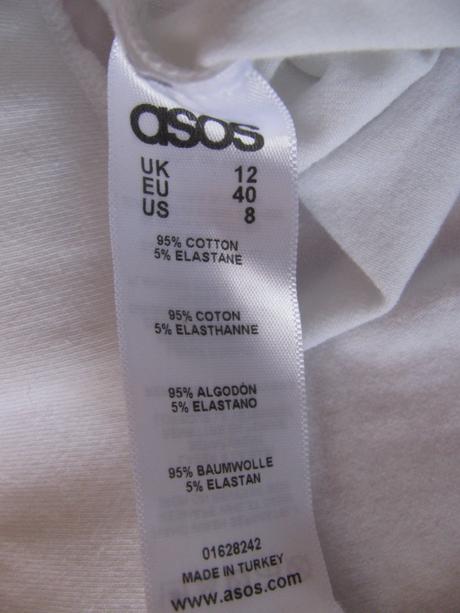 asos
UK 12
EU 40
US 8
95% COTTON
5% ELASTANE
95% COTON
5% ELASTHANNE
95% ALGODÓN
5% ELASTANO
95% BAUMWOLLE
5% ELASTAN
01628242
MADE IN TURKEY
www.asos.com